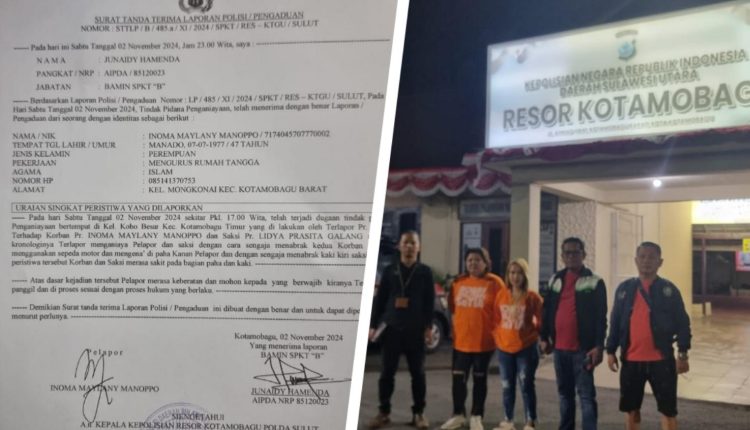 SURAT TANDA TERIMA LAPORAN POLISI / PENGADUAN
NOMOR : STTLP / B / 485.a / XI / 2024 / SPKT / RES – KTGU / SULUT
----- Pada hari ini Sabtu Tanggal 02 November 2024, Jam 23.00 Wita, saya :
N A M A : JUNAIDY HAMENDA
PANGKAT / NRP : AIPDA / 85120023
JABATAN : BAMIN SPKT "B"
----- Berdasarkan Laporan Polisi / Pengaduan Nomor : LP / 485 / XI / 2024 / SPKT / RES – KTGU / SULUT, Pada
Hari Sabtu Tanggal 02 November 2024, Tindak Pidana Penganiayaan, telah menerima dengan benar Laporan /
Pengaduan dari seorang dengan identitas sebagai berikut :
NAMA / NIK : INOMA MAYLANY MANOPPO / 7174045707770002
TEMPAT TGL LAHIR / UMUR : MANADO, 07-07-1977 / 47 TAHUN
JENIS KELAMIN : PEREMPUAN
PEKERJAAN : MENGURUS RUMAH TANGGA
AGAMA : ISLAM
NOMOR HP : 085141370753
ALAMAT : KEL. MONGKONAI KEC. KOTAMOBAGU BARAT
URAIAN SINGKAT PERISTIWA YANG DILAPORKAN
----- Pada hari Sabtu Tanggal 02 November 2024 sekitar Pkl. 17.00 Wita, telah terjadi dugaan tindak
Penganiayaan bertempat di Kel. Kobo Besar Kec. Kotamobagu Timur yang di lakukan oleh Terlapor Pr.
Terhadap Korban Pr. INOMA MAYLANY MANOPPO dan Saksi Pr. LIDYA PRASITA GALANG
kronologinya Terlapor menganiaya Pelapor dan saksi dengan cara sengaja menabrak kedua Korban
menggunakan sepeda motor dan mengena' di paha Kanan Pelapor dan dengan sengaja menabrak kaki kiri saksi
peristiwa tersebut Korban dan Saksi merasa sakit pada bagian paha dan kaki.
----- Atas dasar kejadian tersebut Pelapor merasa keberatan dan mohon kepada yang berwajib kiranya
panggil dan di proses sesuai dengan proses hukum yang berlaku.
----- Demikian Surat tanda terima Laporan Polisi / Pengaduan ini dibuat dengan benar dan untuk dapat
menurut perlunya.
Kotamobagu, 02 November 2024
Pelapor
Yang menerima laporan
BAMIN SPKT "B"
INOMA MAYLANY MANOPPO
JUNAIDY HAMENDA
AIPDA NRP 85120023
MENGETAHUI
A.n KEPALA KEPOLISIAN RESOR KOTAMOBAGU POLDA SULUT
KEPOLISIAN NEGARA REPUBLIK INDONESIA
DAERAH SULAWESI UTARA
RESOR KOTAMOBAGU